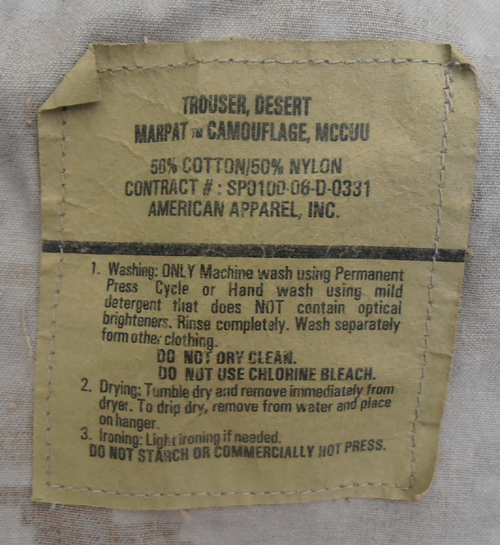 TROUSER, DESERT
MARPAT TM CAMOUFLAGE, MCCUU
50% COTTON/50% NYLON
CONTRACT # : SP0100-06-D-0331
AMERICAN APPAREL, INC.
1. Washing: ONLY Machine wash using Permanent
Press Cycle or Hand wash using mild
detergent that does NOT contain optical
brighteners. Rinse completely. Wash separately
form other clothing.
DO NOT DRY CLEAN.
DO NOT USE CHLORINE BLEACH.
2. Drying: Tumble dry and remove immediately from
dryer. To drip dry, remove from water and place
on hanger.
3. Ironing: Light ironing if needed.
DO NOT STARCH OR COMMERCIALLY HOT PRESS.